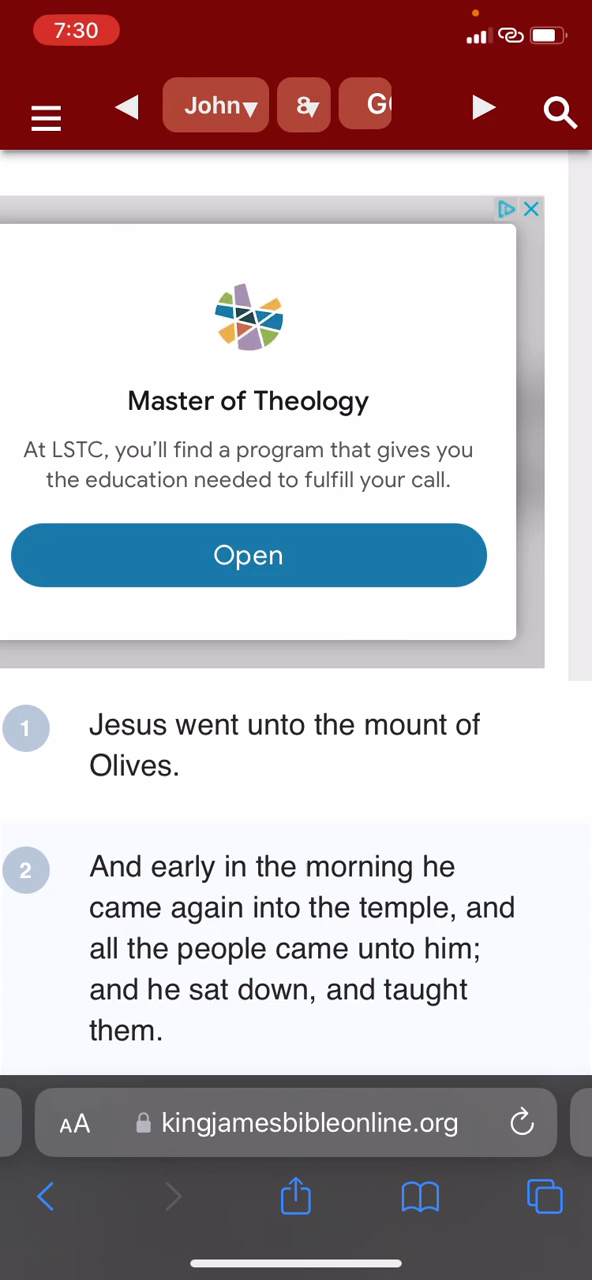 7:30
John
8
G
Master of Theology
At LSTC, you'll find a program that gives you
the education needed to fulfill your call.
Open
1
Jesus went unto the mount of
Olives.
2
And early in the morning he
came again into the temple, and
all the people came unto him;
and he sat down, and taught
them.
AA kingjamesbibleonline.org